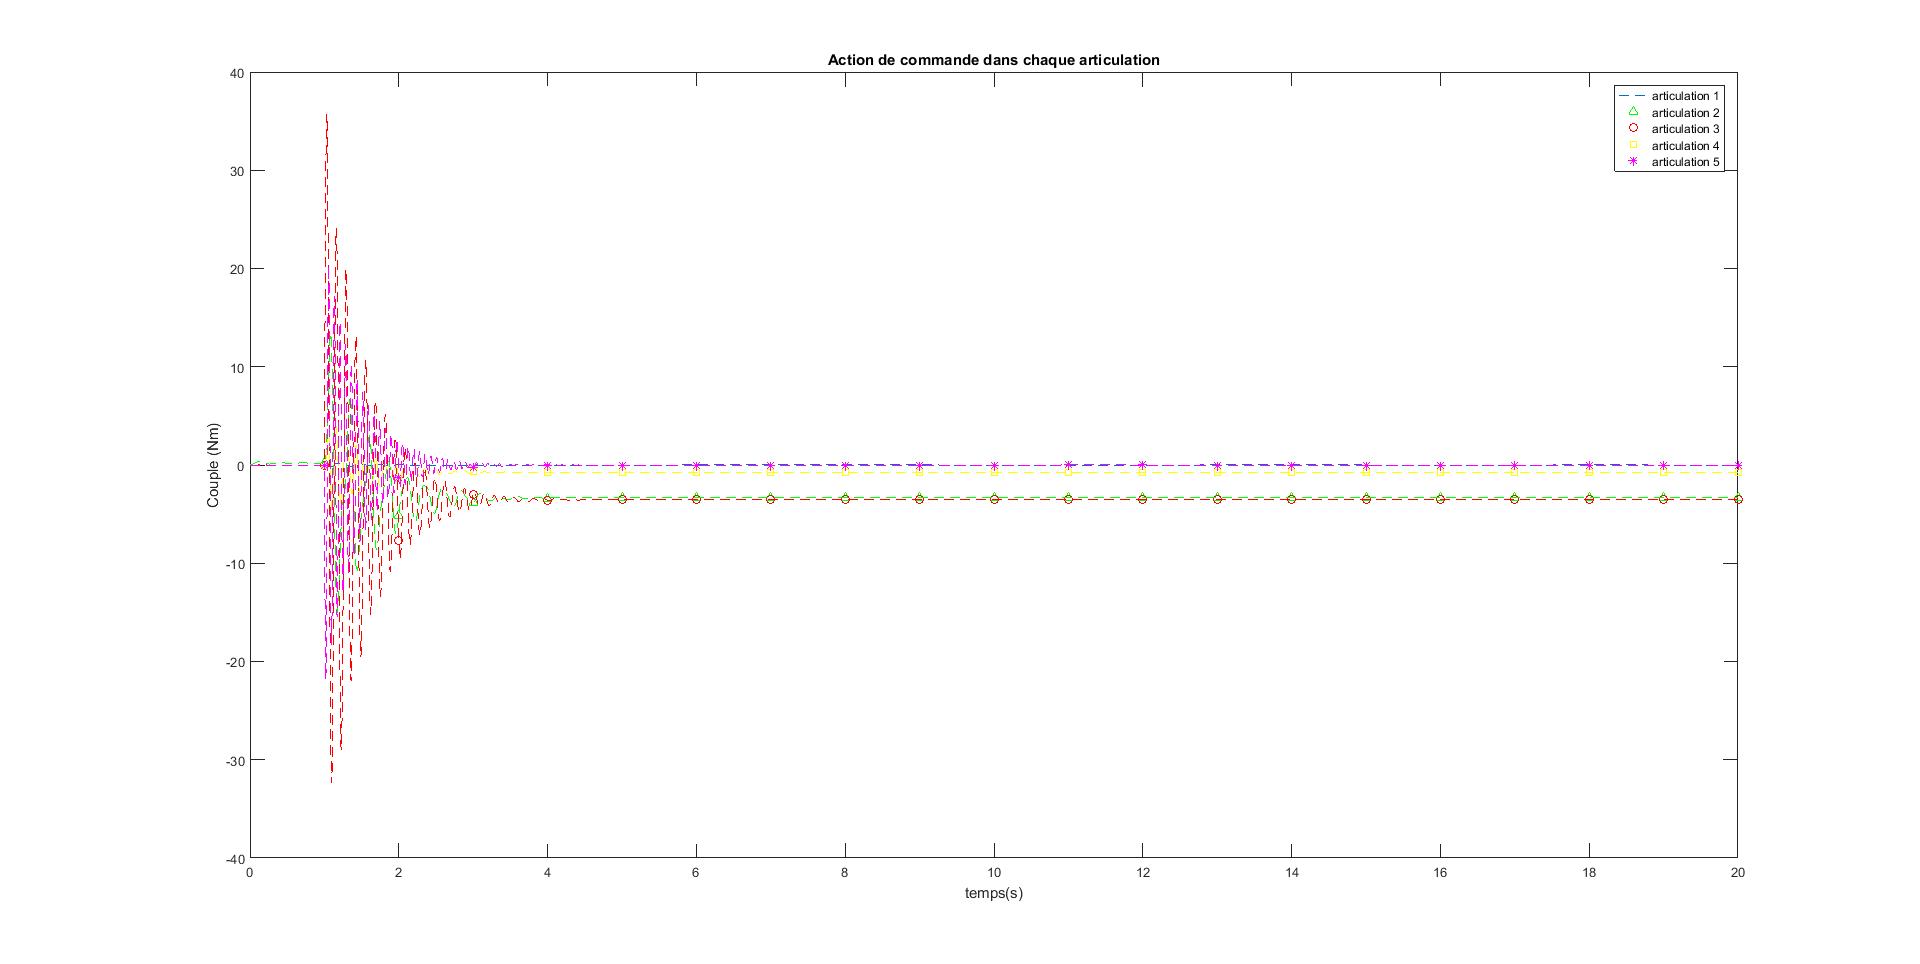 Action de commande dans chaque articulation
40
30
20
10
0
-10
-20
-30
-40
Couple (Nm)
articulation 1
articulation 2
articulation 3
articulation 4
articulation 5
0 2 4 6 8 10 12 14 16 18 20
temps(s)